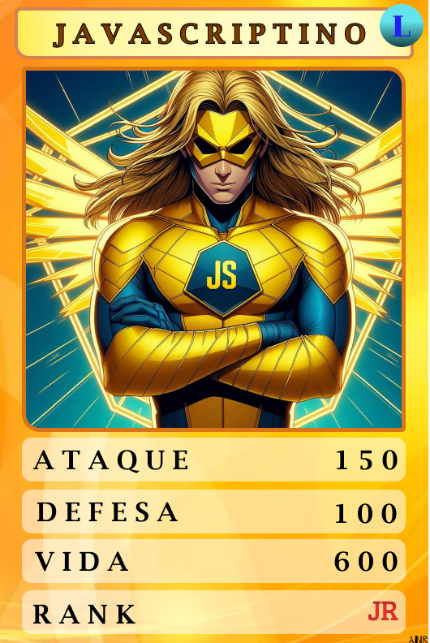 JAVASCRIPTINO L
JS
ATAQUE 150
DEFESA 100
VIDA 600
RANK JR